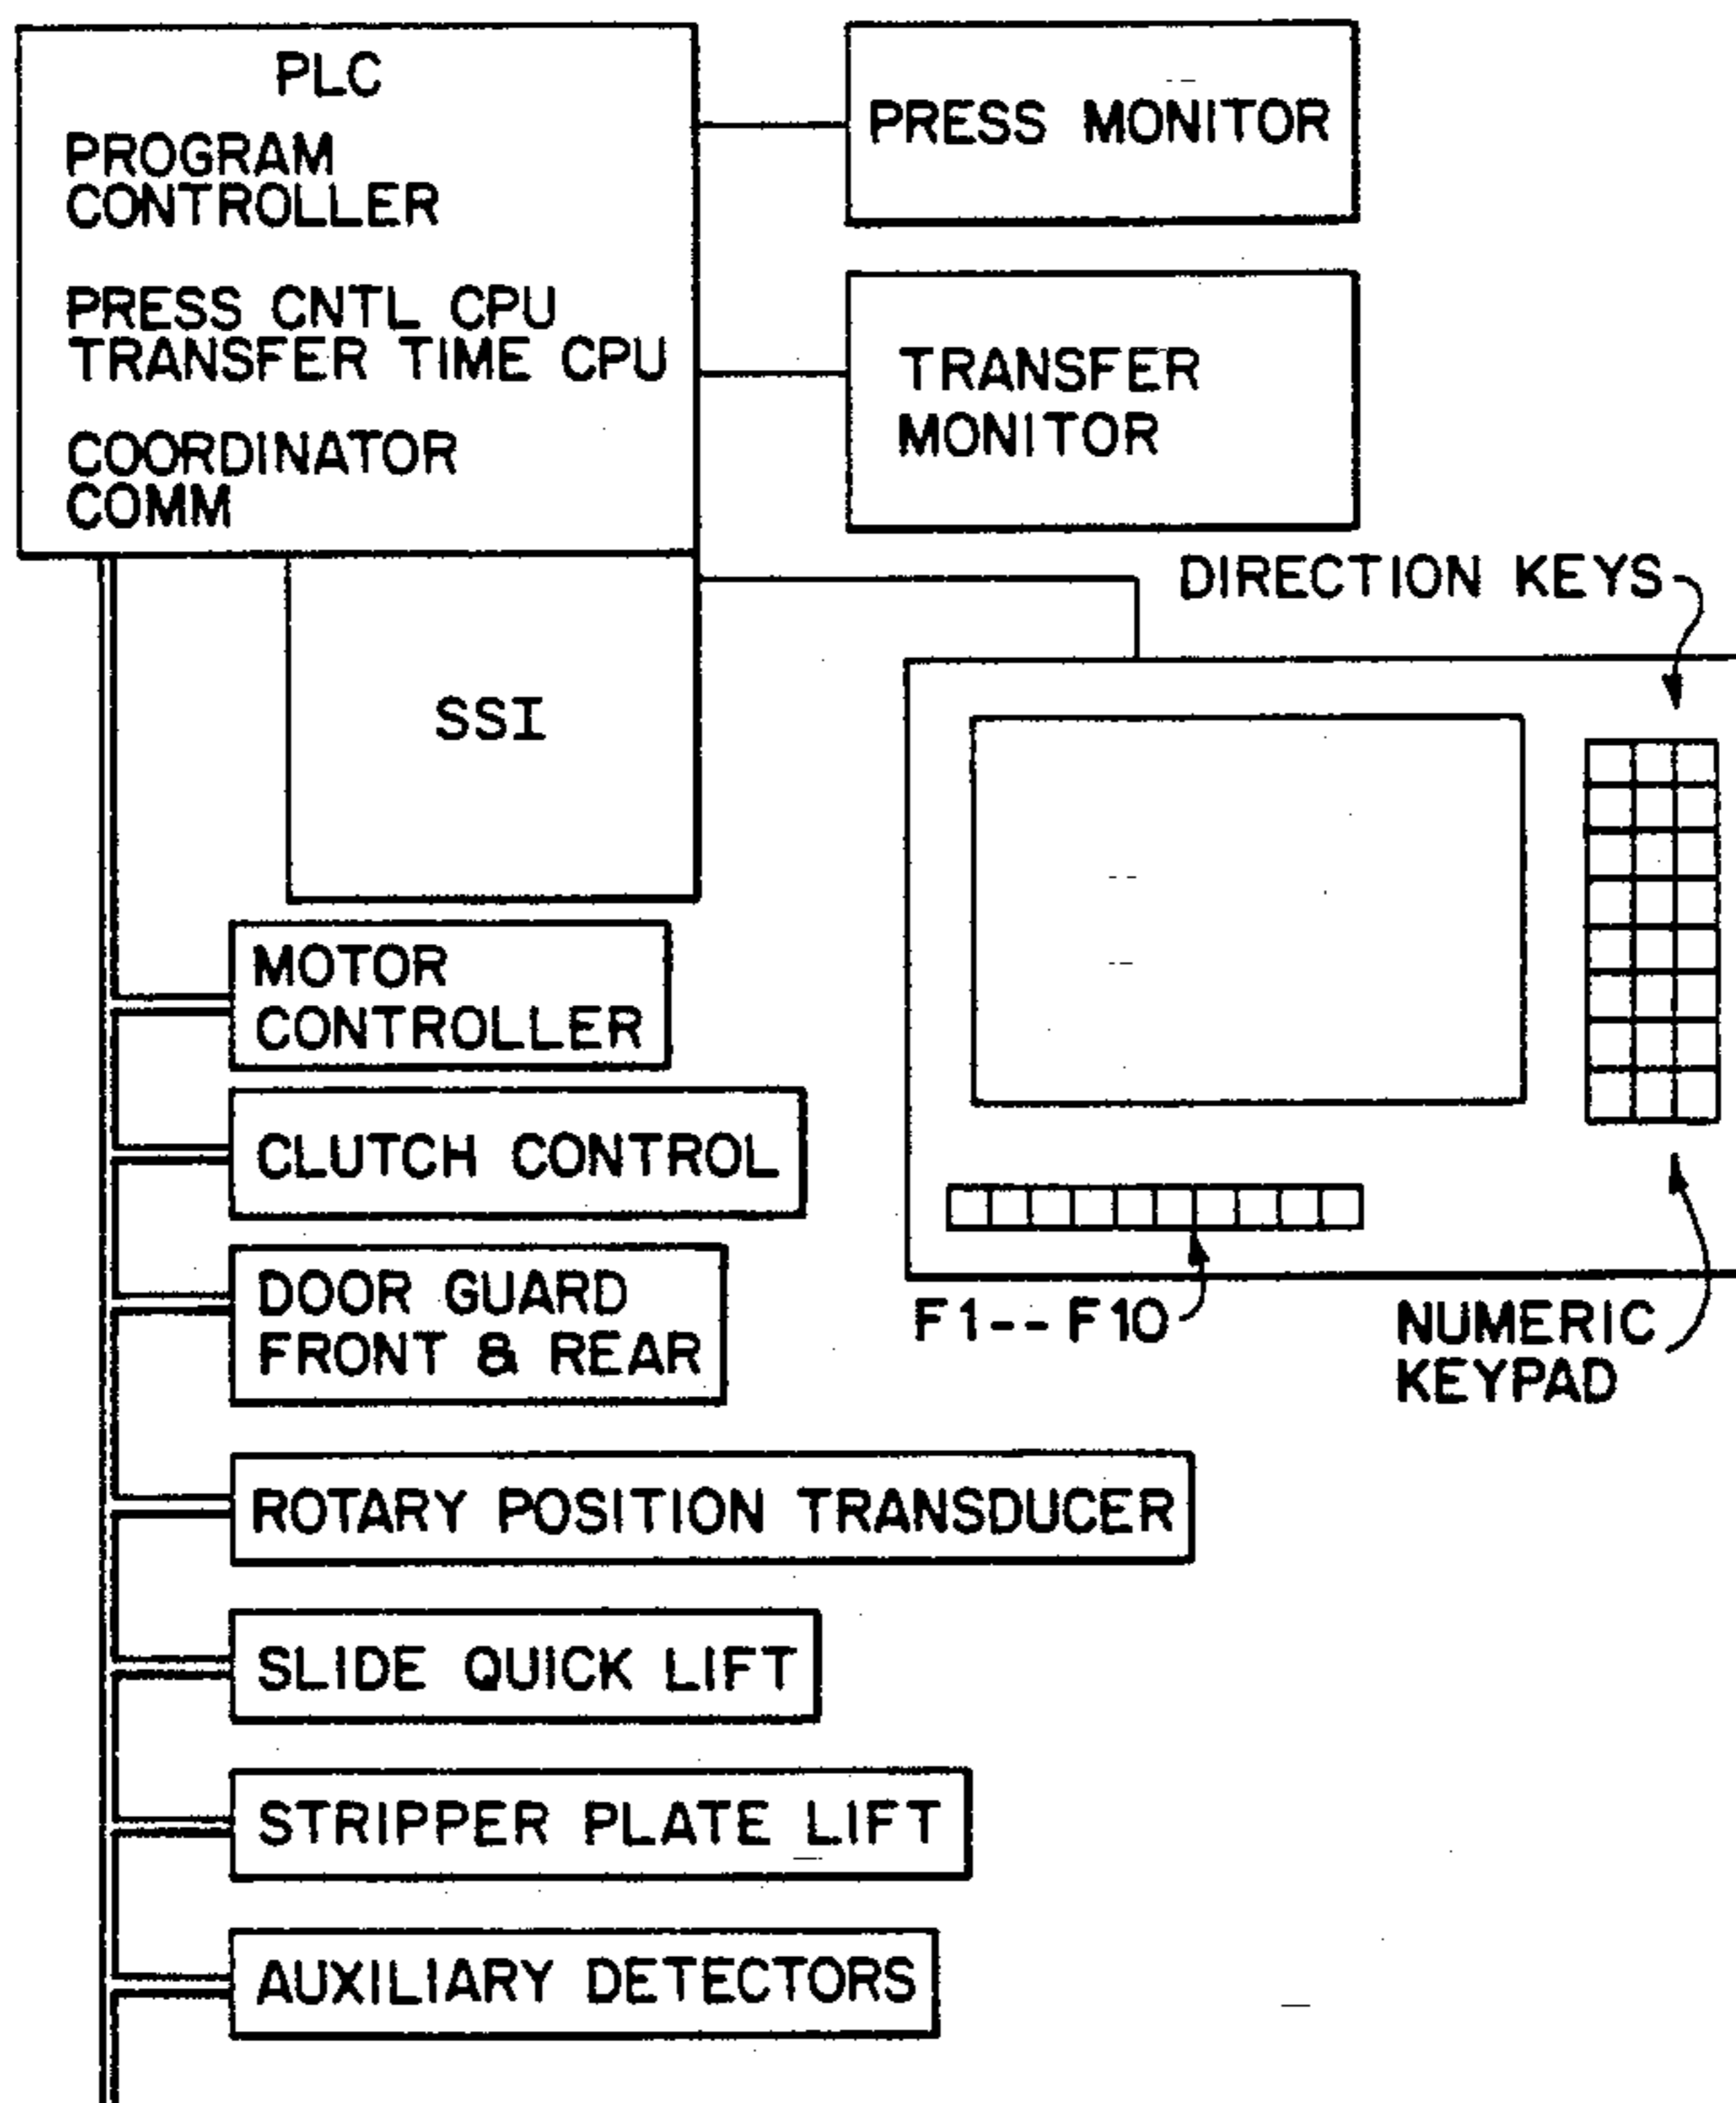 PLC
PROGRAM
CONTROLLER
PRESS CNTL CPU
TRANSFER TIME CPU
COORDINATOR
COMM
PRESS MONITOR
TRANSFER
MONITOR
SSI
DIRECTION KEYS
F1--F10
NUMERIC
KEYPAD
MOTOR
CONTROLLER
CLUTCH CONTROL
DOOR GUARD
FRONT & REAR
ROTARY POSITION TRANSDUCER
SLIDE QUICK LIFT
STRIPPER PLATE LIFT
AUXILIARY DETECTORS